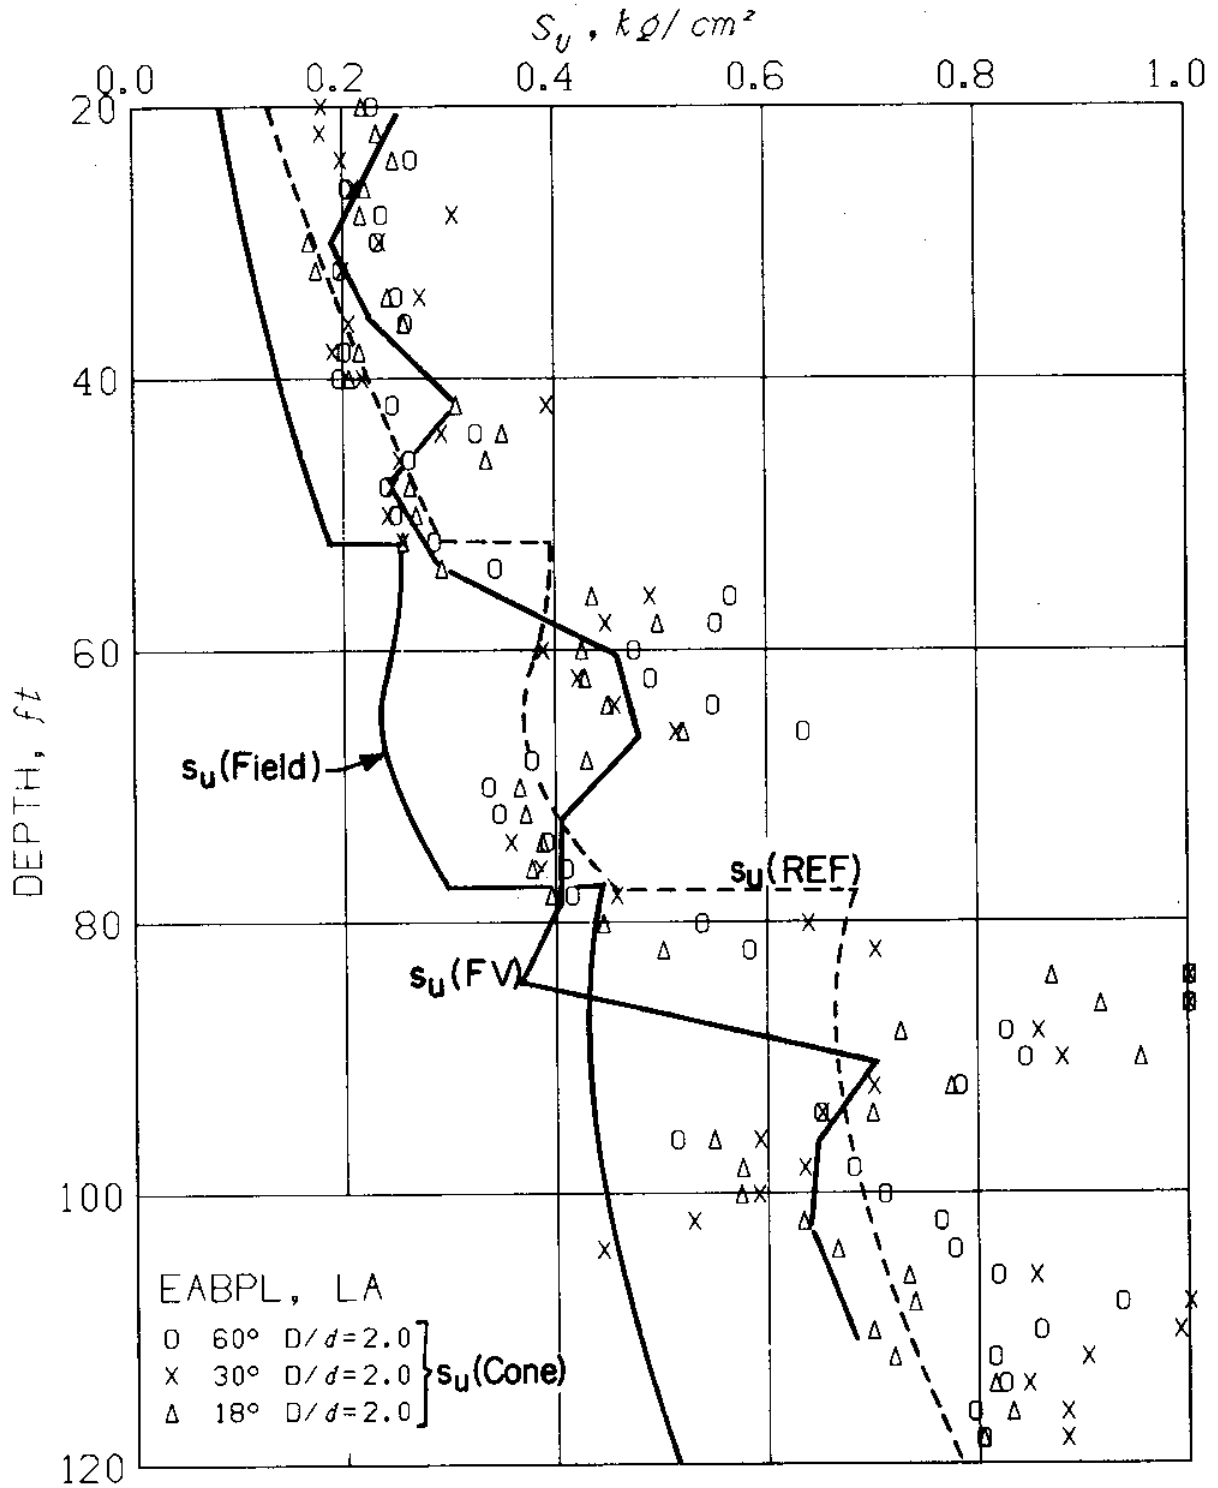 S_u, kg/cm²
0.0 0.2 0.4 0.6 0.8 1.0
20
40
60
80
100
120
DEPTH, ft
s_u(Field)
s_u(REF)
s_u(FV)
EABPL, LA
O 60° D/d=2.0
X 30° D/d=2.0
Δ 18° D/d=2.0
s_u(Cone)